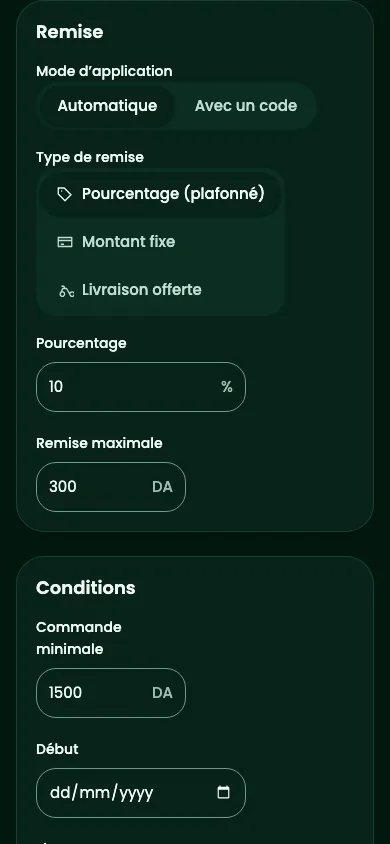 Remise
Mode d’application
Automatique Avec un code
Type de remise
Pourcentage (plafonné)
Montant fixe
Livraison offerte
Pourcentage
10 %
Remise maximale
300 DA
Conditions
Commande
minimale
1500 DA
Début
dd/mm/yyyy